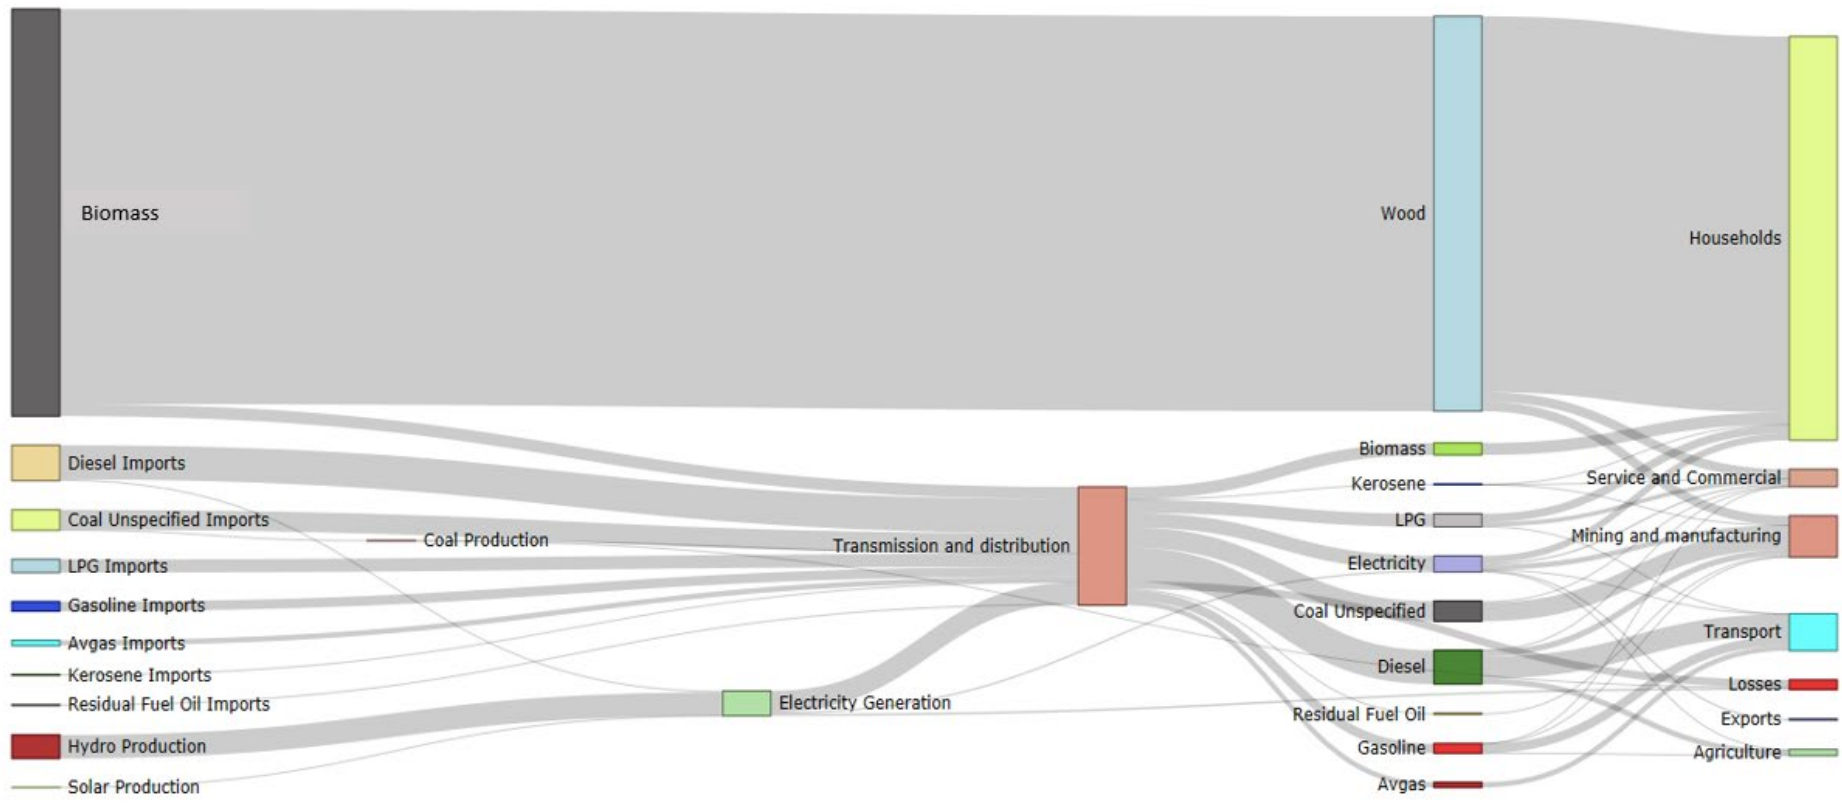 Biomass
Diesel Imports
Coal Unspecified Imports
Coal Production
LPG Imports
Gasoline Imports
Avgas Imports
Kerosene Imports
Residual Fuel Oil Imports
Hydro Production
Solar Production
Electricity Generation
Transmission and distribution
Wood
Biomass
Kerosene
LPG
Electricity
Coal Unspecified
Diesel
Residual Fuel Oil
Gasoline
Avgas
Households
Service and Commercial
Mining and manufacturing
Transport
Losses
Exports
Agriculture